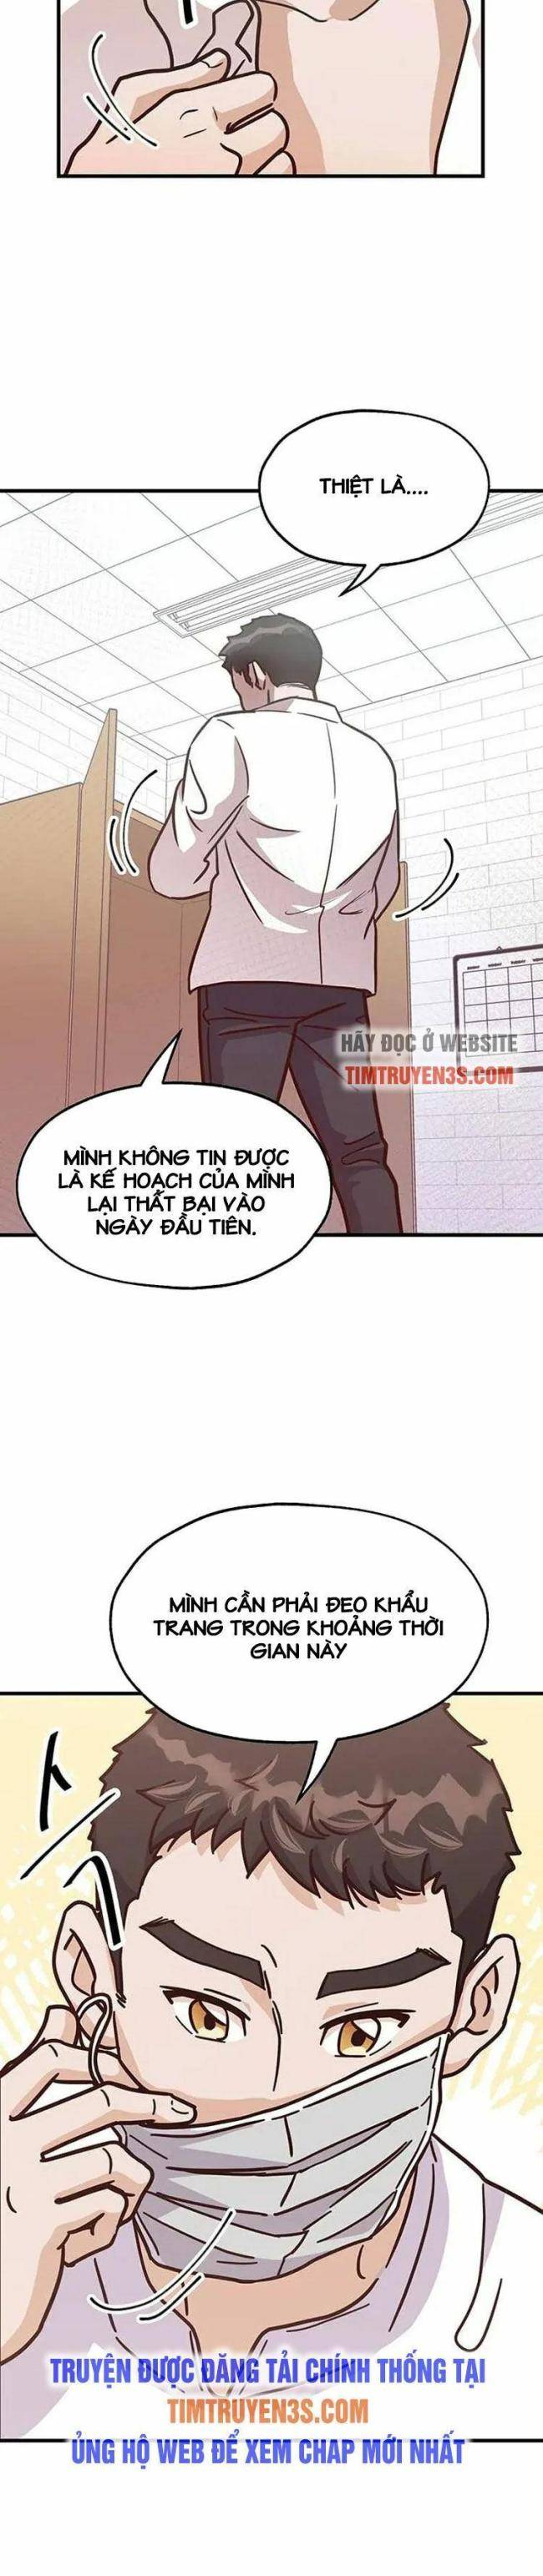 THIỆT LÀ....
HÃY ĐỌC Ở WEBSITE
TIMTRUYEN3S.COM
MÌNH KHÔNG TIN ĐƯỢC
LÀ KẾ HOẠCH CỦA MÌNH
LẠI THẤT BẠI VÀO
NGÀY ĐẦU TIÊN.
MÌNH CẦN PHẢI ĐEO KHẨU
TRANG TRONG KHOẢNG THỜI
GIAN NÀY
TRUYỆN ĐƯỢC ĐĂNG TẢI CHÍNH THỐNG TẠI
TIMTRUYEN3S.COM
ỦNG HỘ WEB ĐỂ XEM CHAP MỚI NHẤT